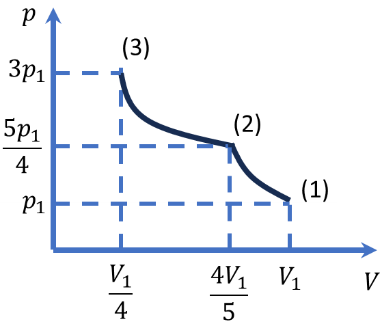 p
(3)
3p₁
(2)
5p₁/4
(1)
p₁
V₁/4
4V₁/5
V₁
V